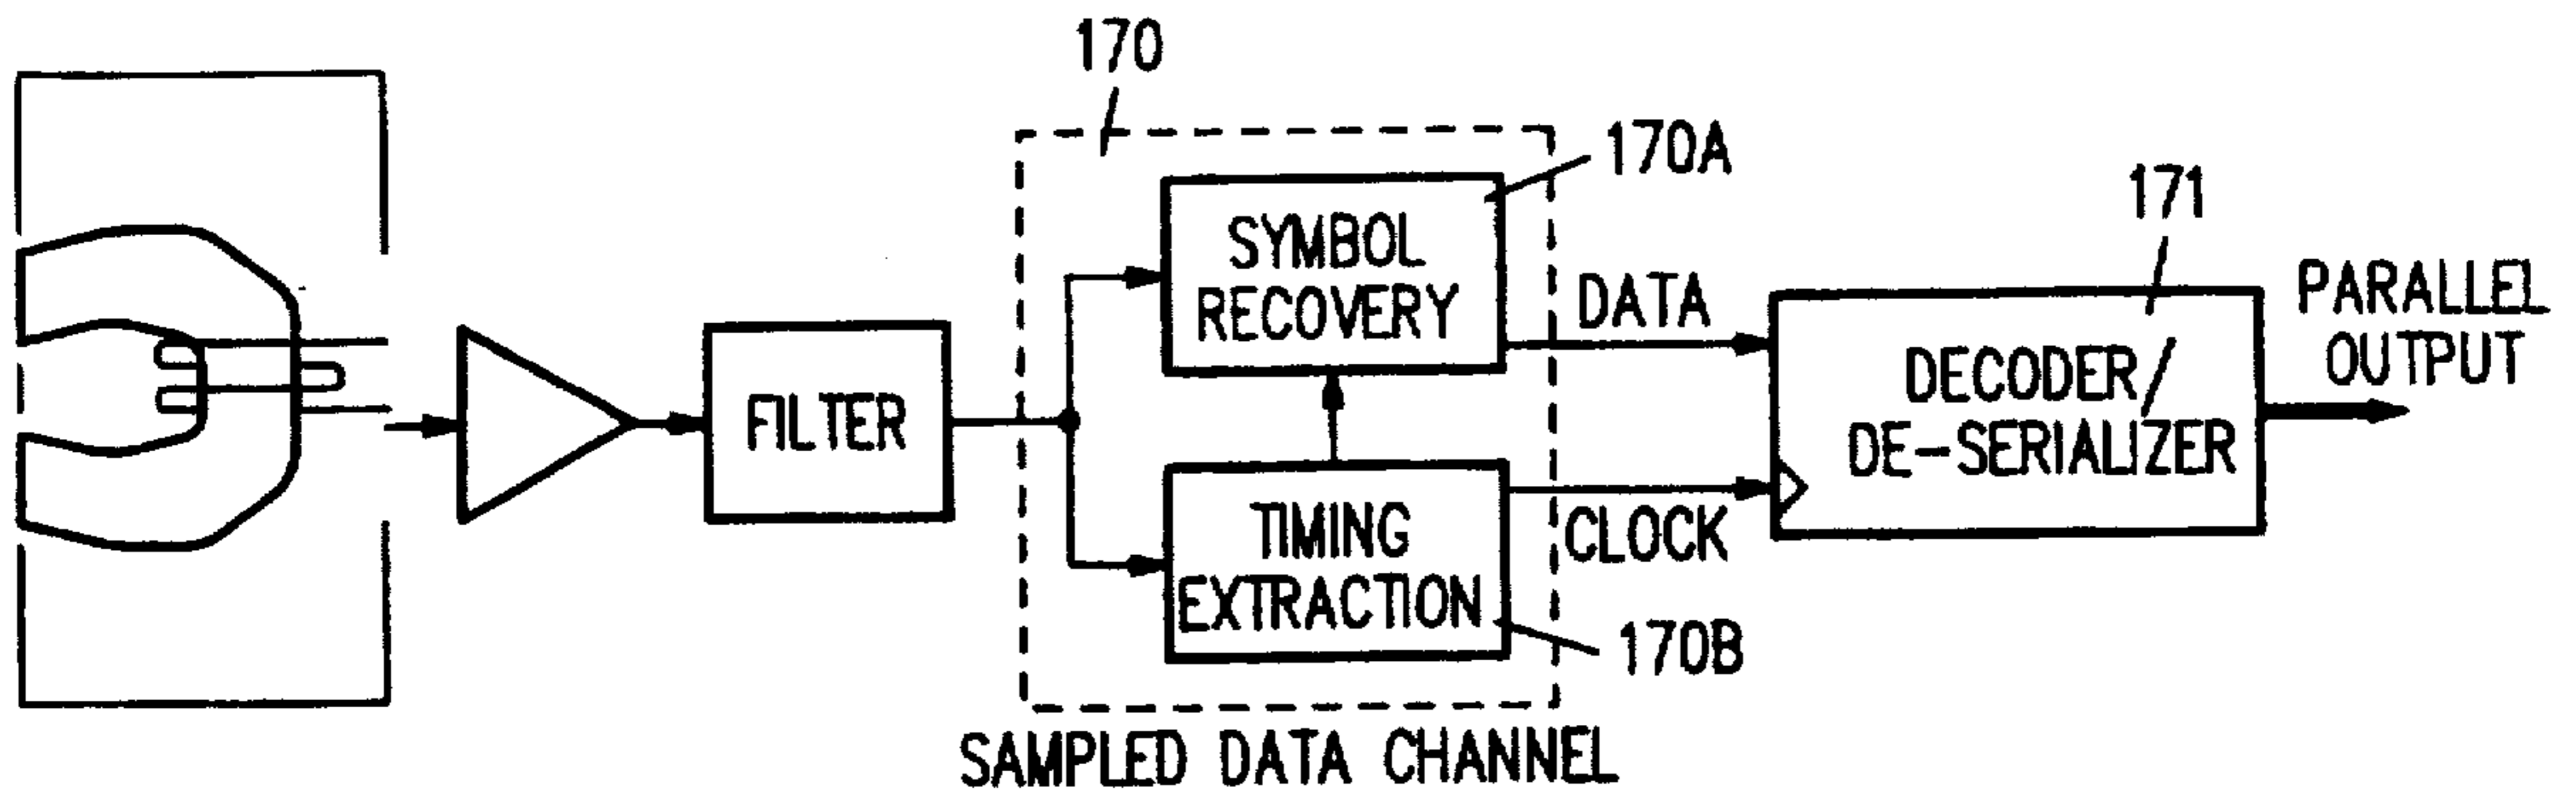 170
170A
SYMBOL
RECOVERY
DATA
171
PARALLEL
OUTPUT
FILTER
DECODER/
DE-SERIALIZER
TIMING
EXTRACTION
CLOCK
170B
SAMPLED DATA CHANNEL